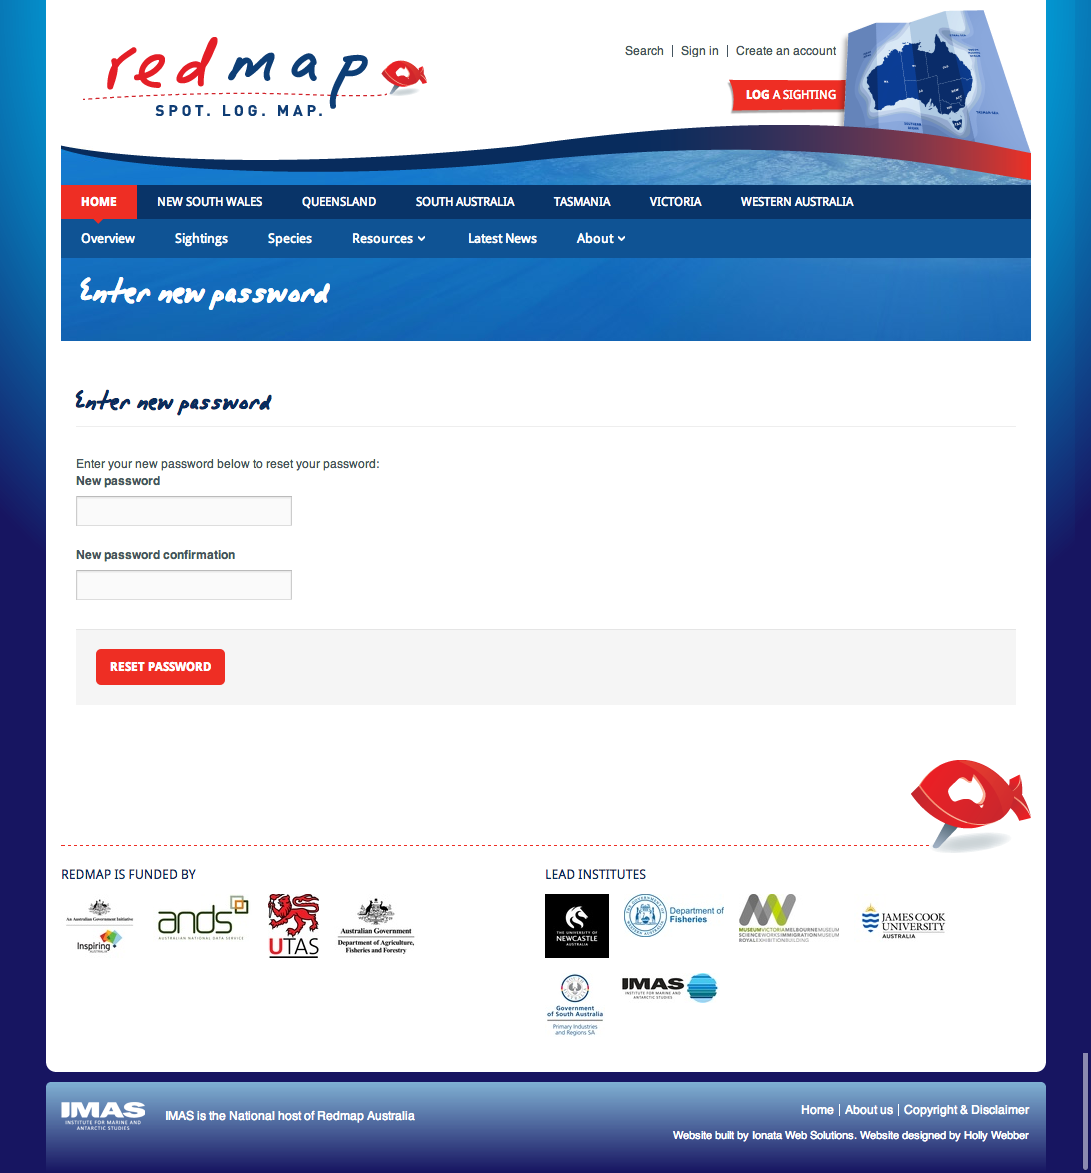 redmap
SPOT. LOG. MAP.
Search | Sign in | Create an account
LOG A SIGHTING
HOME NEW SOUTH WALES QUEENSLAND SOUTH AUSTRALIA TASMANIA VICTORIA WESTERN AUSTRALIA
Overview Sightings Species Resources Latest News About
Enter new password
Enter new password
Enter your new password below to reset your password:
New password
New password confirmation
RESET PASSWORD
REDMAP IS FUNDED BY
An Australian Government Initiative
Inspiring
AUSTRALIA
ands
AUSTRALIAN NATIONAL DATA SERVICE
UTAS
Australian Government
Department of Agriculture,
Fisheries and Forestry
LEAD INSTITUTES
THE UNIVERSITY OF
NEWCASTLE
AUSTRALIA
Department of
Fisheries
MUSEUMVICTORIAMELBOURNEMUSEUM
SCIENCEWORKSIMMIGRATIONMUSEUM
ROYALEXHIBITIONBUILDING
JAMES COOK
UNIVERSITY
AUSTRALIA
Government
of South Australia
Primary Industries
and Regions SA
IMAS
INSTITUTE FOR MARINE AND
ANTARCTIC STUDIES
IMAS
INSTITUTE FOR MARINE AND
ANTARCTIC STUDIES
IMAS is the National host of Redmap Australia
Home | About us | Copyright & Disclaimer
Website built by Ionata Web Solutions. Website designed by Holly Webber